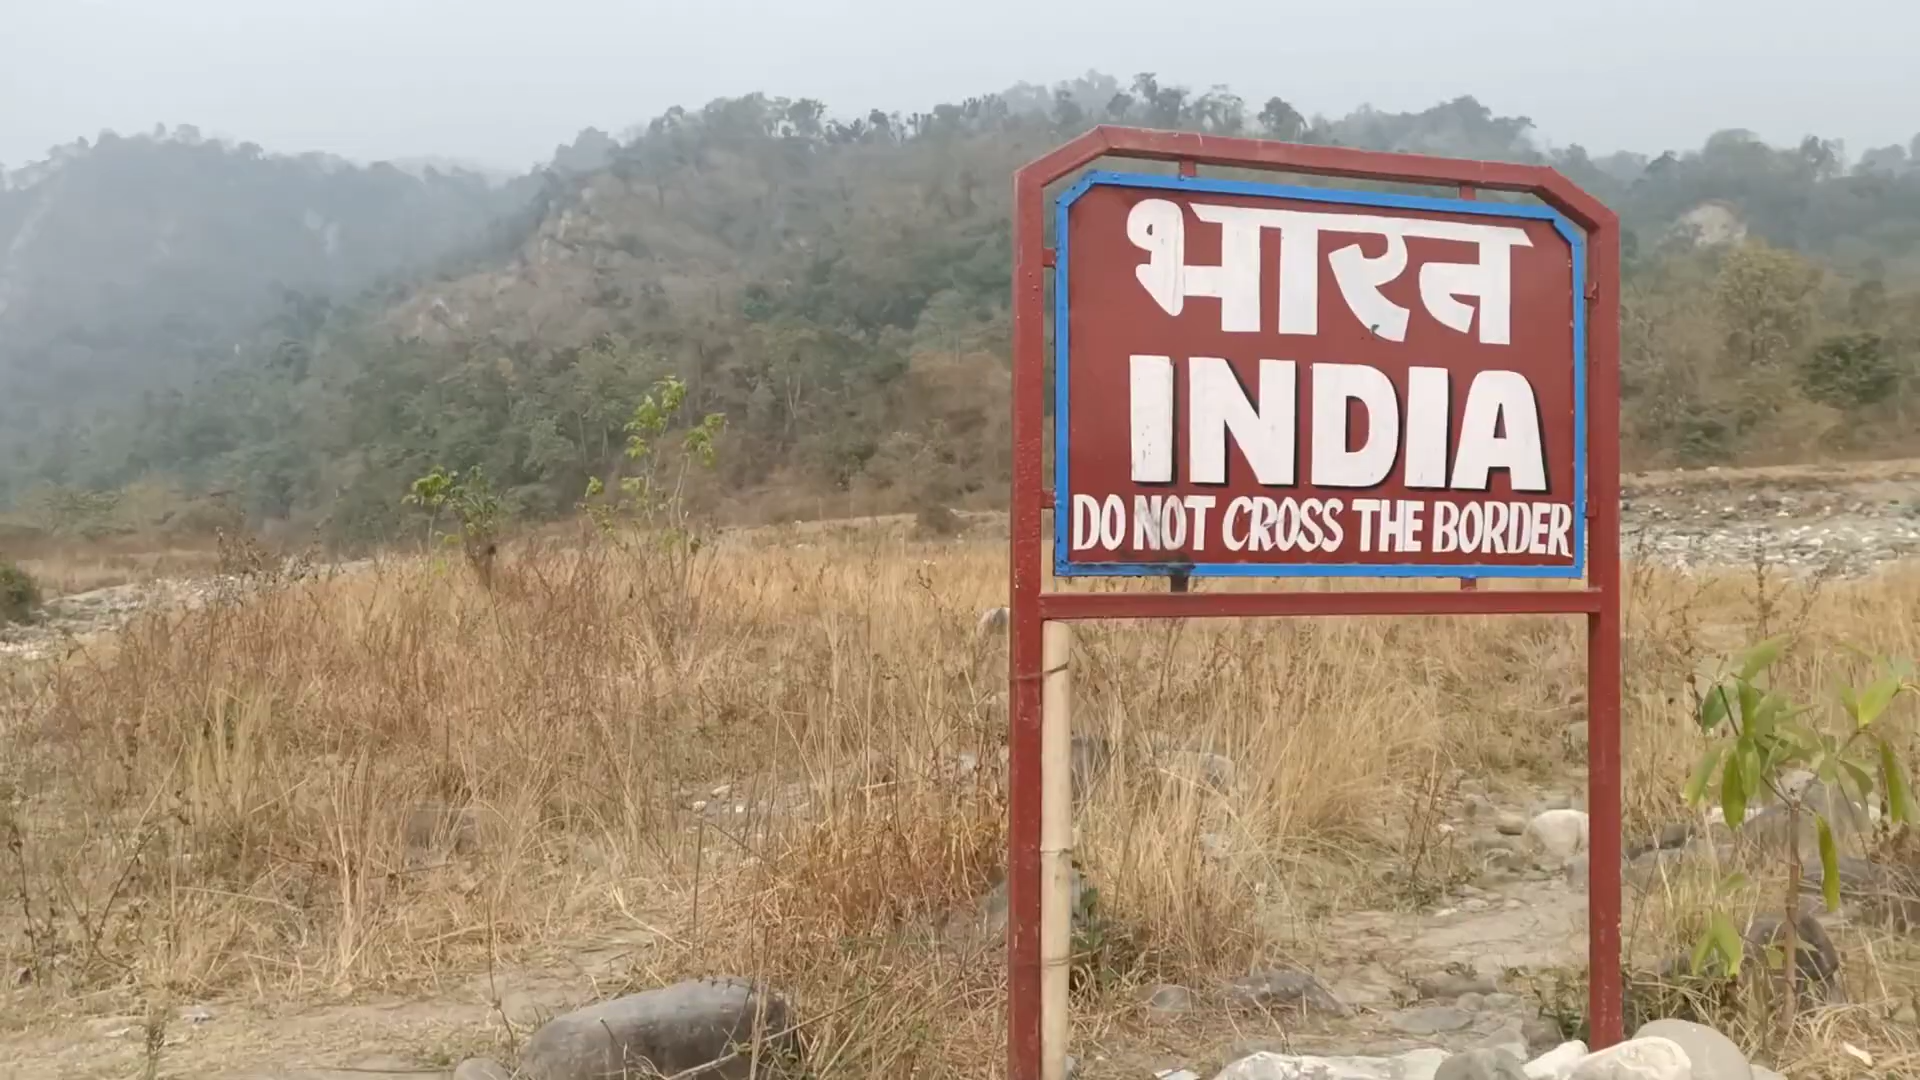 भारत
INDIA
DO NOT CROSS THE BORDER